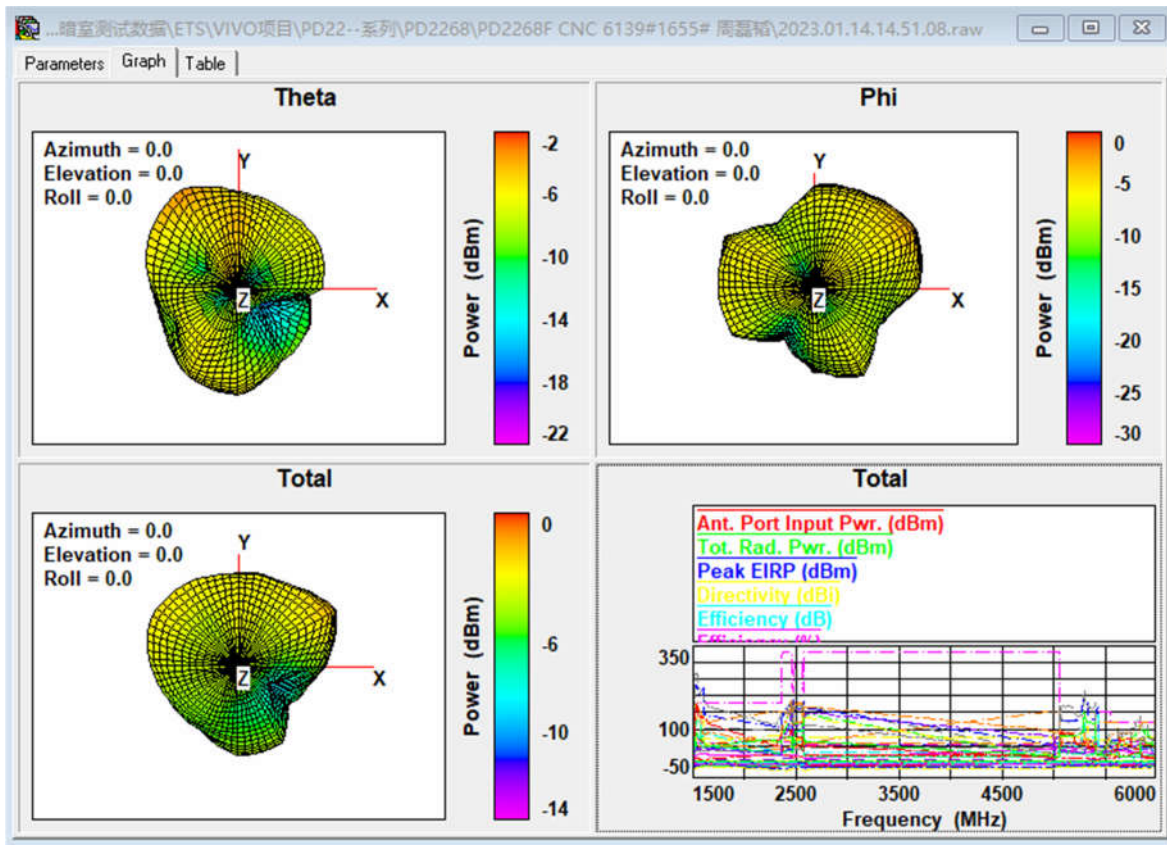 ...暗室测试数据\ETS\VIVO项目\PD22--系列\PD2268\PD2268F CNC 6139#1655# 周磊韬\2023.01.14.14.51.08.raw
Parameters Graph Table
Theta
Azimuth = 0.0
Elevation = 0.0
Roll = 0.0
Y
X
Z
Power (dBm)
-2
-6
-10
-14
-18
-22
Phi
Azimuth = 0.0
Elevation = 0.0
Roll = 0.0
Y
X
Z
Power (dBm)
0
-5
-10
-15
-20
-25
-30
Total
Azimuth = 0.0
Elevation = 0.0
Roll = 0.0
Y
X
Z
Power (dBm)
0
-6
-10
-14
Total
Ant. Port Input Pwr. (dBm)
Tot. Rad. Pwr. (dBm)
Peak EIRP (dBm)
Directivity (dBi)
Efficiency (dB)
Efficiency (%)
350
100
-50
1500 2500 3500 4500 6000
Frequency (MHz)